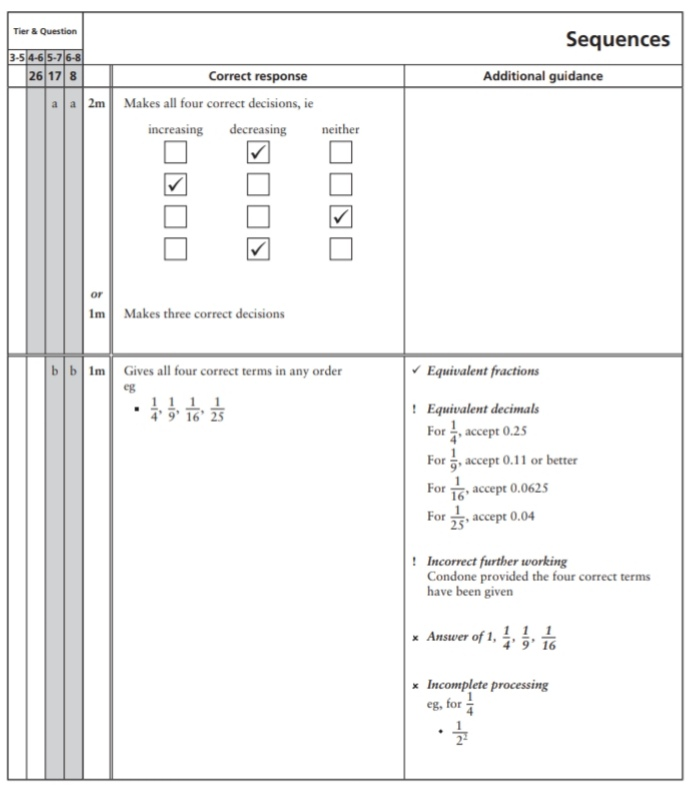 Tier & Question
Sequences
3-5 4-6 5-7 6-8
26 17 8
Correct response
Additional guidance
a a 2m Makes all four correct decisions, ie
increasing decreasing neither
✓
✓
✓
✓
or
1m Makes three correct decisions
b b 1m Gives all four correct terms in any order
eg
▪ 1/4, 1/9, 1/16, 1/25
✓ Equivalent fractions
! Equivalent decimals
For 1/4, accept 0.25
For 1/9, accept 0.11 or better
For 1/16, accept 0.0625
For 1/25, accept 0.04
! Incorrect further working
Condone provided the four correct terms
have been given
× Answer of 1, 1/4, 1/9, 1/16
× Incomplete processing
eg, for 1/4
• 1/2²